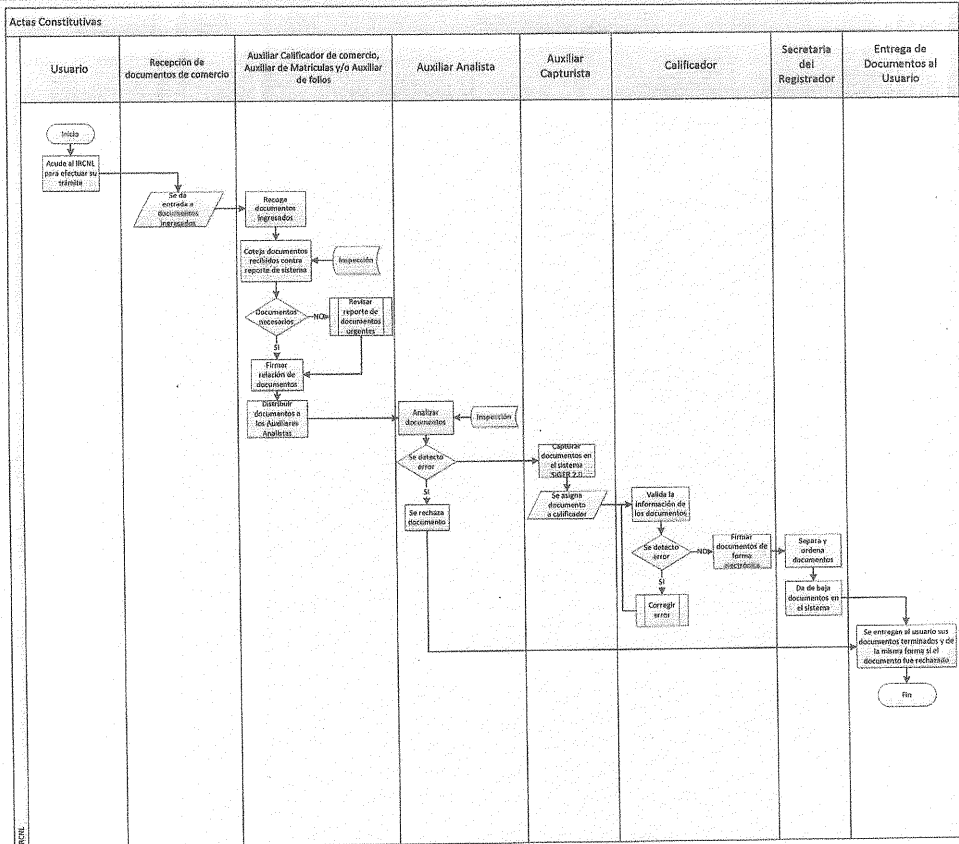 Actas Constitutivas
Usuario
Recepción de
documentos de comercio
Auxiliar Calificador de comercio,
Auxiliar de Matriculas y/o Auxiliar
de folios
Auxiliar Analista
Auxiliar
Capturista
Calificador
Secretaria
del
Registrador
Entrega de
Documentos al
Usuario
Inicio
Acude al IRCNL
para efectuar su
trámite
Se da
entrada a
documentos
ingresados
Recoge
documentos
ingresados
Coteja documentos
recibidos contra
reporte de sistema
Inspección
Documentos
necesarios
NO
Revisar
reporte de
documentos
urgentes
SI
Firmar
relación de
documentos
Distribuir
documentos a
los Auxiliares
Analistas
Analizar
documentos
Inspección
Se detecto
error
SI
Se rechaza
documento
Capturar
documentos en
el sistema
SIGER 2.0
Se asigna
documento
a calificador
Valida la
información de
los documentos
Se detecto
error
NO
Firmar
documentos de
forma
electrónica
SI
Corregir
error
Separa y
ordena
documentos
Da de baja
documentos en
el sistema
Se entregan al usuario sus
documentos terminados y de
la misma forma si el
documento fue rechazado
Fin
IRCNL